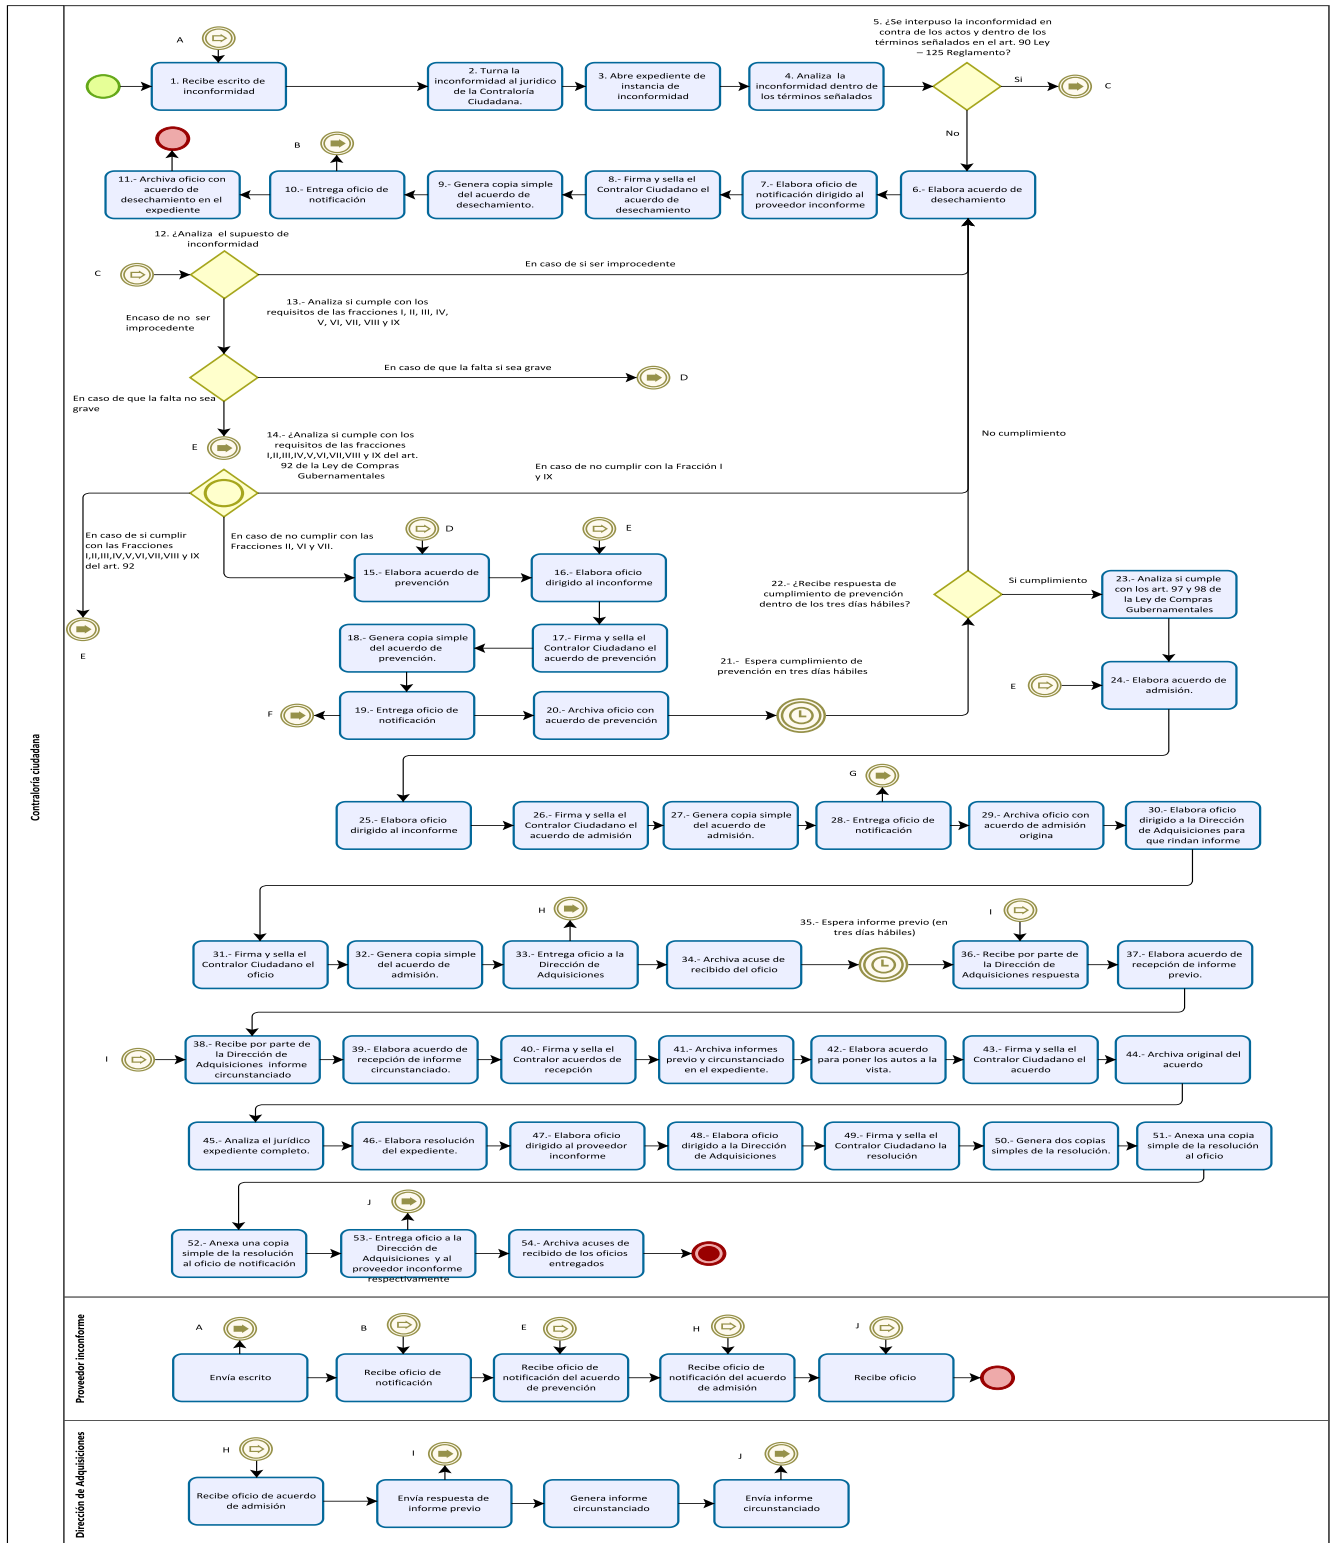 Contraloría ciudadana
A
5. ¿Se interpuso la inconformidad en
contra de los actos y dentro de los
términos señalados en el art. 90 Ley
– 125 Reglamento?
1. Recibe escrito de
inconformidad
2. Turna la
inconformidad al juridico
de la Contraloría
Ciudadana.
3. Abre expediente de
instancia de
inconformidad
4. Analiza la
inconformidad dentro de
los términos señalados
Si
C
No
B
11.- Archiva oficio con
acuerdo de
desechamiento en el
expediente
10.- Entrega oficio de
notificación
9.- Genera copia simple
del acuerdo de
desechamiento.
8.- Firma y sella el
Contralor Ciudadano el
acuerdo de
desechamiento
7.- Elabora oficio de
notificación dirigido al
proveedor inconforme
6.- Elabora acuerdo de
desechamiento
12. ¿Analiza el supuesto de
inconformidad
C
En caso de si ser improcedente
Encaso de no ser
improcedente
13.- Analiza si cumple con los
requisitos de las fracciones I, II, III, IV,
V, VI, VII, VIII y IX
En caso de que la falta si sea grave
D
En caso de que la falta no sea
grave
E
14.- ¿Analiza si cumple con los
requisitos de las fracciones
I,II,III,IV,V,VI,VII,VIII y IX del art.
92 de la Ley de Compras
Gubernamentales
No cumplimiento
En caso de no cumplir con la Fracción I
y IX
En caso de si cumplir
con las Fracciones
I,II,III,IV,V,VI,VII,VIII y IX
del art. 92
En caso de no cumplir con las
Fracciones II, VI y VII.
D
E
15.- Elabora acuerdo de
prevención
16.- Elabora oficio
dirigido al inconforme
22.- ¿Recibe respuesta de
cumplimiento de prevención
dentro de los tres días hábiles?
Si cumplimiento
23.- Analiza si cumple
con los art. 97 y 98 de
la Ley de Compras
Gubernamentales
E
18.- Genera copia simple
del acuerdo de
prevención.
17.- Firma y sella el
Contralor Ciudadano el
acuerdo de prevención
21.- Espera cumplimiento de
prevención en tres días hábiles
E
24.- Elabora acuerdo de
admisión.
F
19.- Entrega oficio de
notificación
20.- Archiva oficio con
acuerdo de prevención
G
25.- Elabora oficio
dirigido al inconforme
26.- Firma y sella el
Contralor Ciudadano el
acuerdo de admisión
27.- Genera copia simple
del acuerdo de
admisión.
28.- Entrega oficio de
notificación
29.- Archiva oficio con
acuerdo de admisión
origina
30.- Elabora oficio
dirigido a la Dirección
de Adquisiciones para
que rindan informe
H
35.- Espera informe previo (en
tres días hábiles)
I
31.- Firma y sella el
Contralor Ciudadano el
oficio
32.- Genera copia simple
del acuerdo de
admisión.
33.- Entrega oficio a la
Dirección de
Adquisiciones
34.- Archiva acuse de
recibido del oficio
36.- Recibe por parte de
la Dirección de
Adquisiciones respuesta
37.- Elabora acuerdo de
recepción de informe
previo.
I
38.- Recibe por parte de
la Dirección de
Adquisiciones informe
circunstanciado
39.- Elabora acuerdo de
recepción de informe
circunstanciado.
40.- Firma y sella el
Contralor acuerdos de
recepción
41.- Archiva informes
previo y circunstanciado
en el expediente.
42.- Elabora acuerdo
para poner los autos a la
vista.
43.- Firma y sella el
Contralor Ciudadano el
acuerdo
44.- Archiva original del
acuerdo
45.- Analiza el jurídico
expediente completo.
46.- Elabora resolución
del expediente.
47.- Elabora oficio
dirigido al proveedor
inconforme
48.- Elabora oficio
dirigido a la Dirección
de Adquisiciones
49.- Firma y sella el
Contralor Ciudadano la
resolución
50.- Genera dos copias
simples de la resolución.
51.- Anexa una copia
simple de la resolución
al oficio
J
52.- Anexa una copia
simple de la resolución
al oficio de notificación
53.- Entrega oficio a la
Dirección de
Adquisiciones y al
proveedor inconforme
respectivamente
54.- Archiva acuses de
recibido de los oficios
entregados
Proveedor inconforme
A
B
E
H
J
Envía escrito
Recibe oficio de
notificación
Recibe oficio de
notificación del acuerdo
de prevención
Recibe oficio de
notificación del acuerdo
de admisión
Recibe oficio
Dirección de Adquisiciones
H
I
J
Recibe oficio de acuerdo
de admisión
Envía respuesta de
informe previo
Genera informe
circunstanciado
Envía informe
circunstanciado